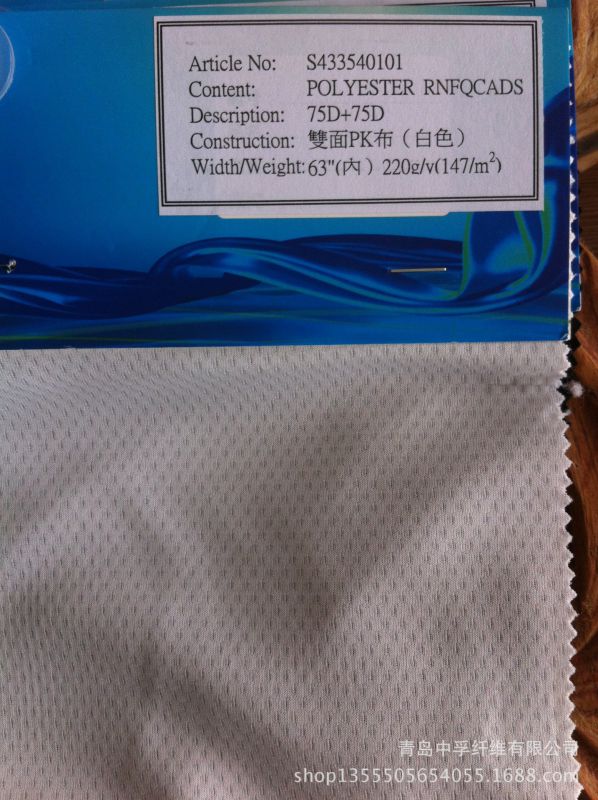 Article No: S433540101
Content: POLYESTER RNFQCADS
Description: 75D+75D
Construction: 雙面PK布（白色）
Width/Weight: 63"(內) 220g/y(147/m²)
青岛中孚纤维有限公司
shop1355505654055.1688.com